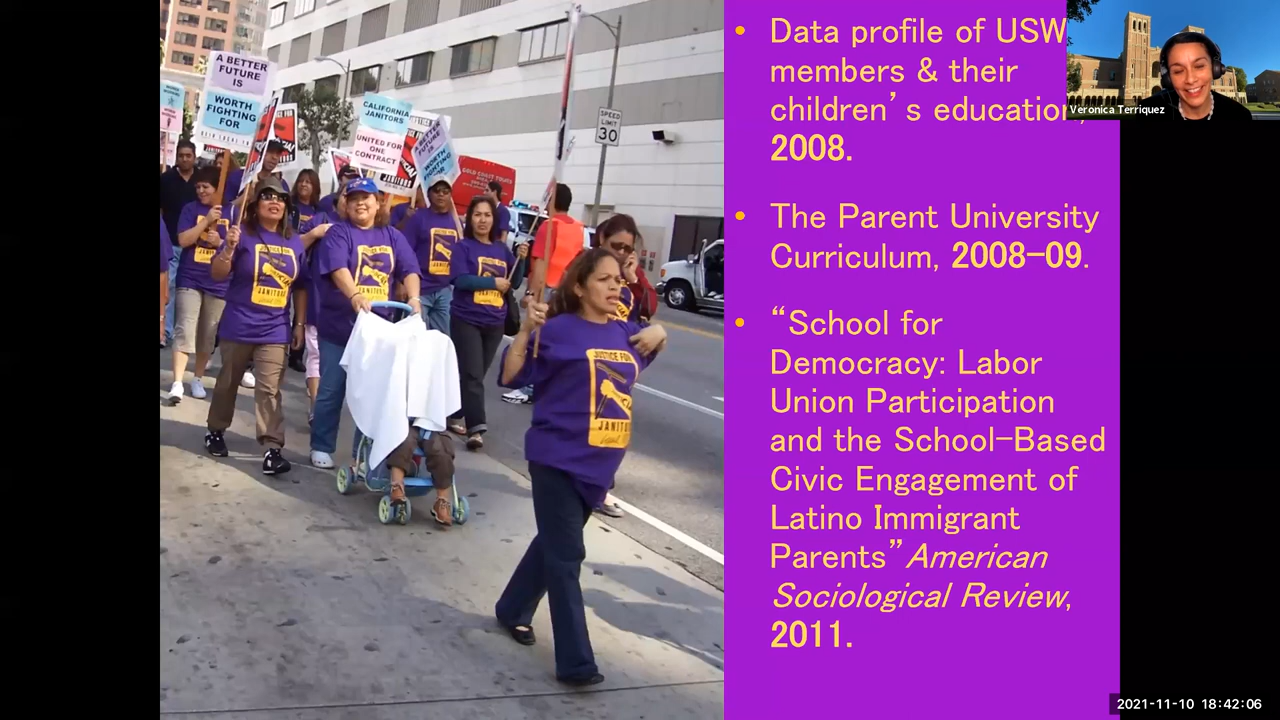 A BETTER
FUTURE
IS
WORTH
FIGHTING
FOR
CALIFORNIA
JANITORS
UNITED FOR
ONE
CONTRACT
SPEED
LIMIT
30
JUSTICE FOR
JANITORS
• Data profile of USW
members & their
children’s education,
2008.
• The Parent University
Curriculum, 2008-09.
• “School for
Democracy: Labor
Union Participation
and the School-Based
Civic Engagement of
Latino Immigrant
Parents” American
Sociological Review,
2011.
Veronica Terriquez
2021-11-10 18:42:06